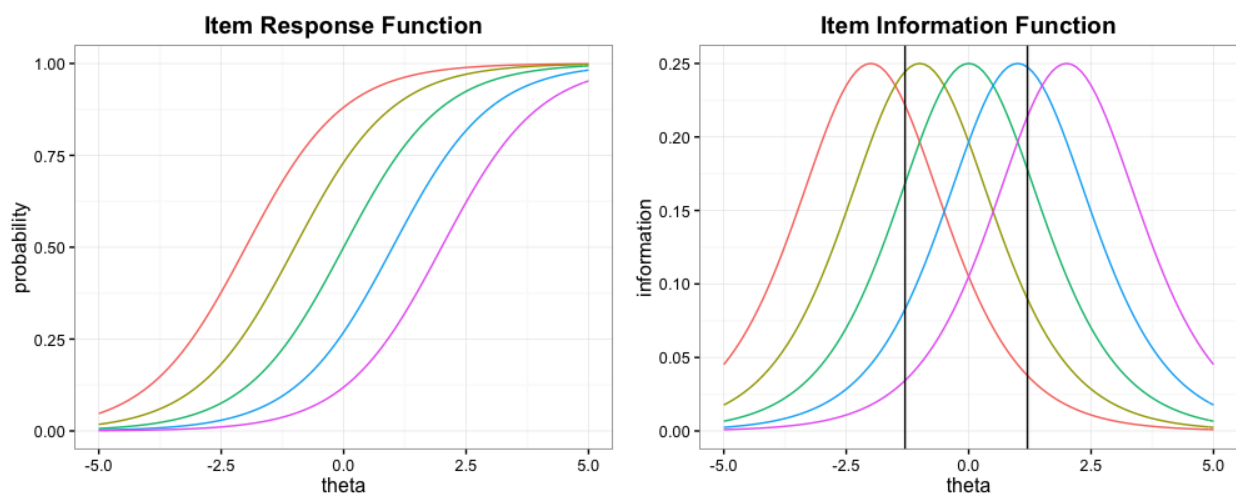 Item Response Function
1.00
0.75
0.50
0.25
0.00
probability
-5.0 -2.5 0.0 2.5 5.0
theta
Item Information Function
0.25
0.20
0.15
0.10
0.05
0.00
information
-5.0 -2.5 0.0 2.5 5.0
theta